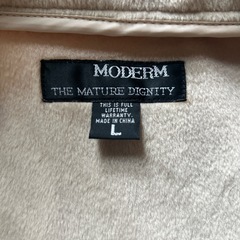 MODERM
THE MATURE DIGNITY
THIS IS FULL
LIFETIME
WARRANTY.
MADE IN CHINA
L